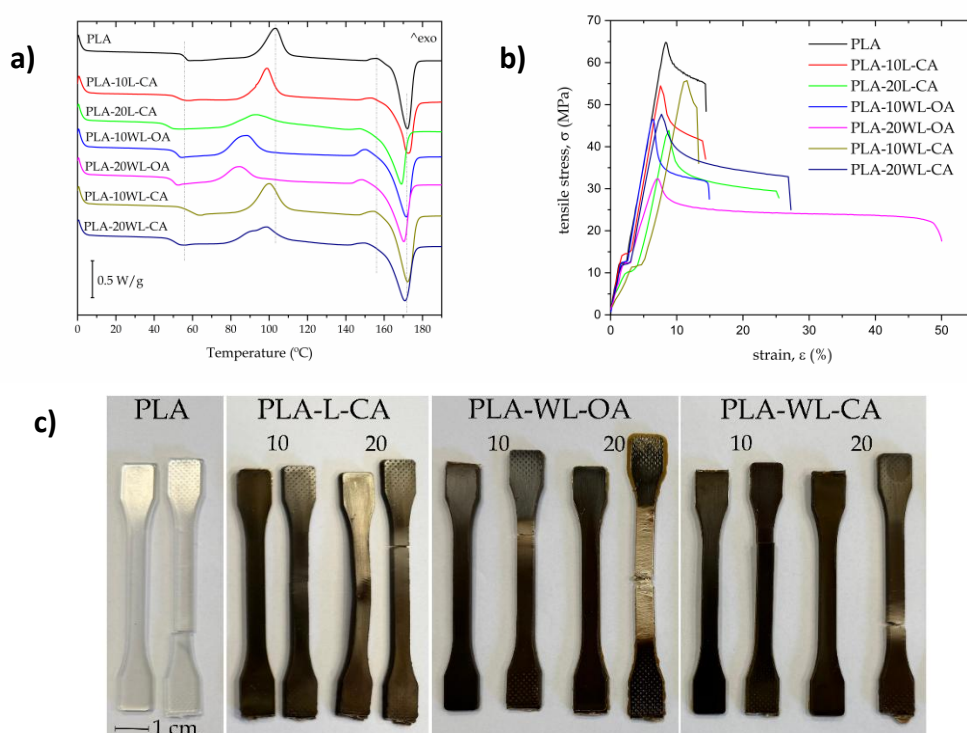 a)
^exo
PLA
PLA-10L-CA
PLA-20L-CA
PLA-10WL-OA
PLA-20WL-OA
PLA-10WL-CA
PLA-20WL-CA
0.5 W/g
0 20 40 60 80 100 120 140 160 180
Temperature (ºC)
b)
70
60
50
40
30
20
10
0
tensile stress, σ (MPa)
PLA
PLA-10L-CA
PLA-20L-CA
PLA-10WL-OA
PLA-20WL-OA
PLA-10WL-CA
PLA-20WL-CA
0 10 20 30 40 50
strain, ε (%)
c)
PLA PLA-L-CA PLA-WL-OA PLA-WL-CA
10 20 10 20 10 20
1 cm